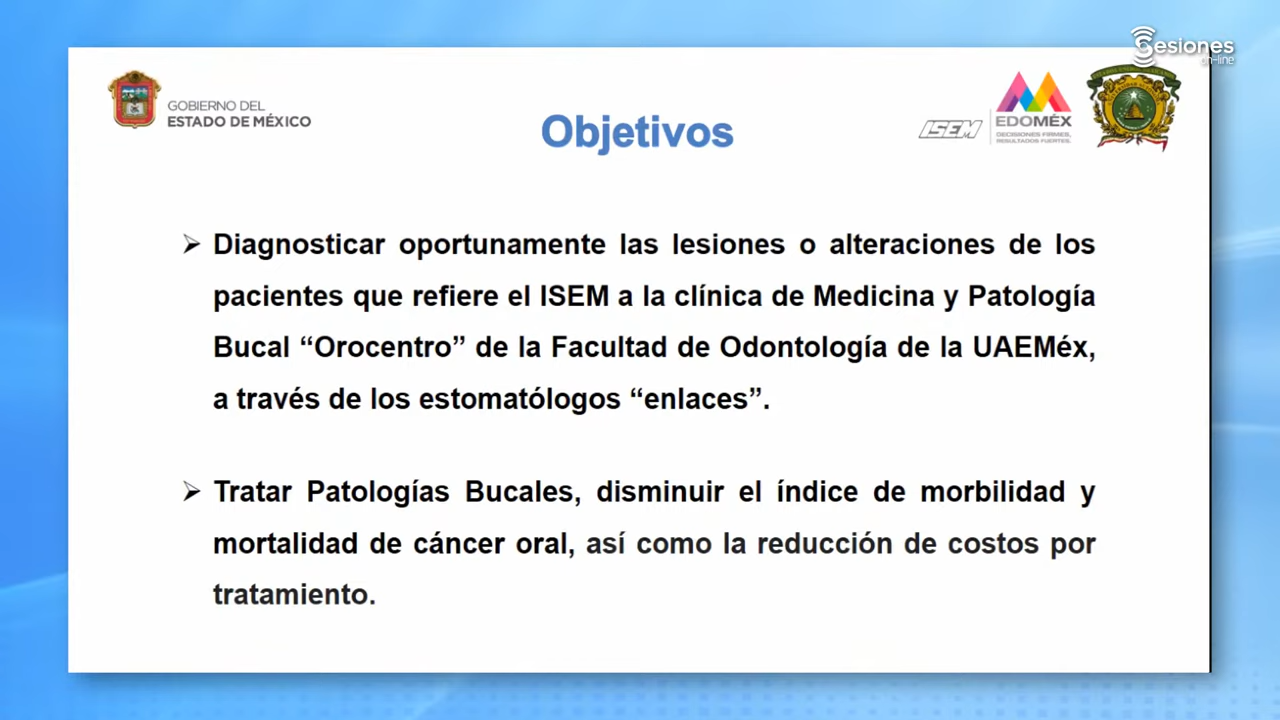 Sesiones
on-line
GOBIERNO DEL
ESTADO DE MÉXICO
Objetivos
ISEM
EDOMÉX
DECISIONES FIRMES,
RESULTADOS FUERTES.
➢ Diagnosticar oportunamente las lesiones o alteraciones de los
pacientes que refiere el ISEM a la clínica de Medicina y Patología
Bucal “Orocentro” de la Facultad de Odontología de la UAEMéx,
a través de los estomatólogos “enlaces”.
➢ Tratar Patologías Bucales, disminuir el índice de morbilidad y
mortalidad de cáncer oral, así como la reducción de costos por
tratamiento.